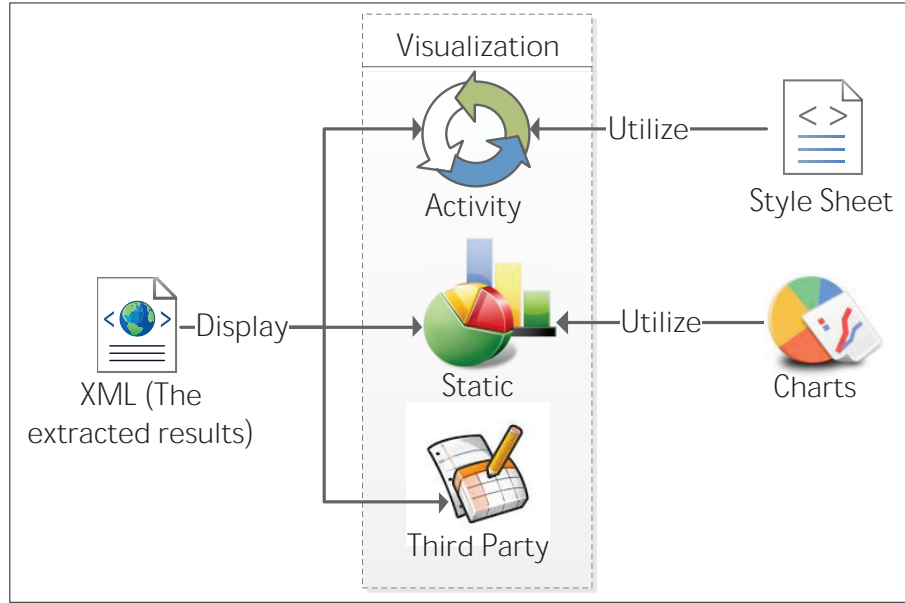 Visualization
Activity
Utilize
Style Sheet
Display
XML (The
extracted results)
Static
Utilize
Charts
Third Party